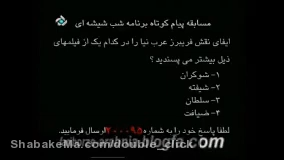 مسابقه پیام کوتاه برنامه شب شیشه ای
ایفای نقش فریبرز عرب نیا را در کدام یک از فیلمهای
ذیل بیشتر می پسندید ؟
۱- شوکران
۲- شیفته
۳- سلطان
۴- ضیافت
لطفا پاسخ خود را به شماره ۲۰۰۰۹۵ ارسال فرمایید.
ShabakeMa.com/double_click